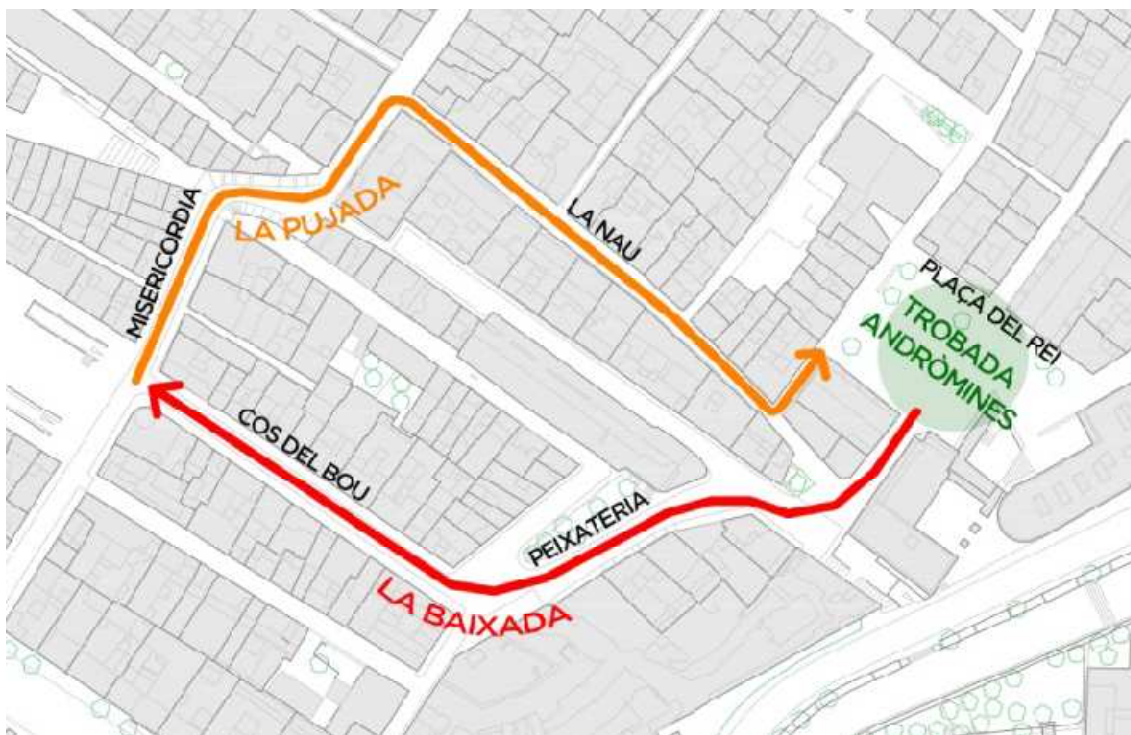 MISERICORDIA
LA PUJADA
LA NAU
PLAÇA DEL REI
TROBADA
ANDRÒMINES
COS DEL BOU
PEIXATERIA
LA BAIXADA